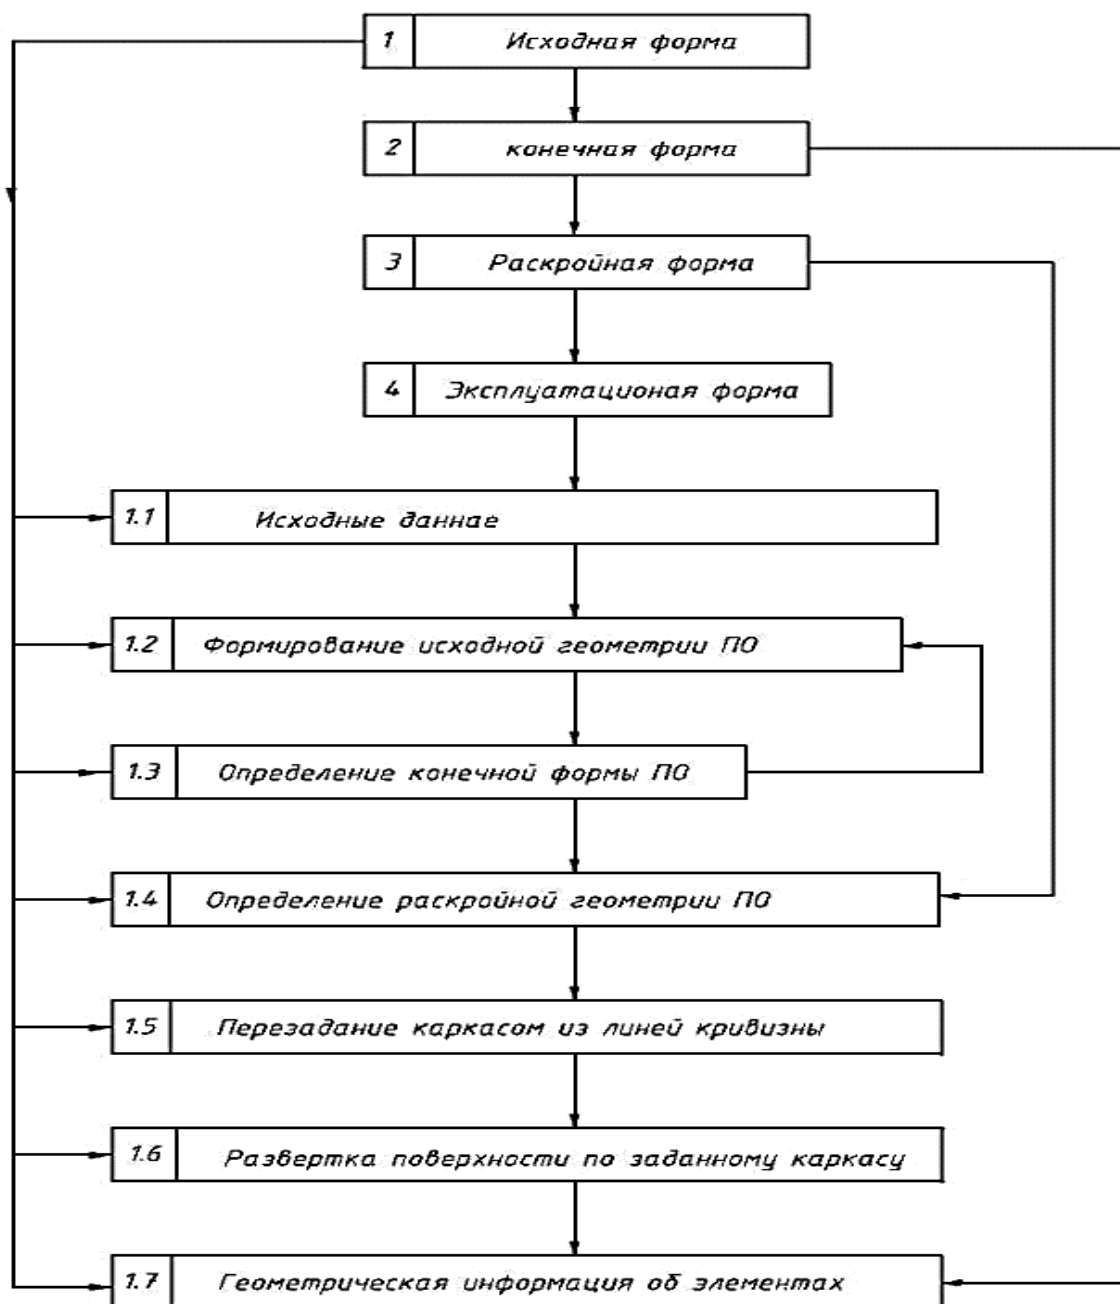 1 Исходная форма
2 конечная форма
3 Раскройная форма
4 Эксплуатационая форма
1.1 Исходные даннае
1.2 Формирование исходной геометрии ПО
1.3 Определение конечной формы ПО
1.4 Определение раскройной геометрии ПО
1.5 Перезадание каркасом из линей кривизны
1.6 Развертка поверхности по заданному каркасу
1.7 Геометрическая информация об элементах